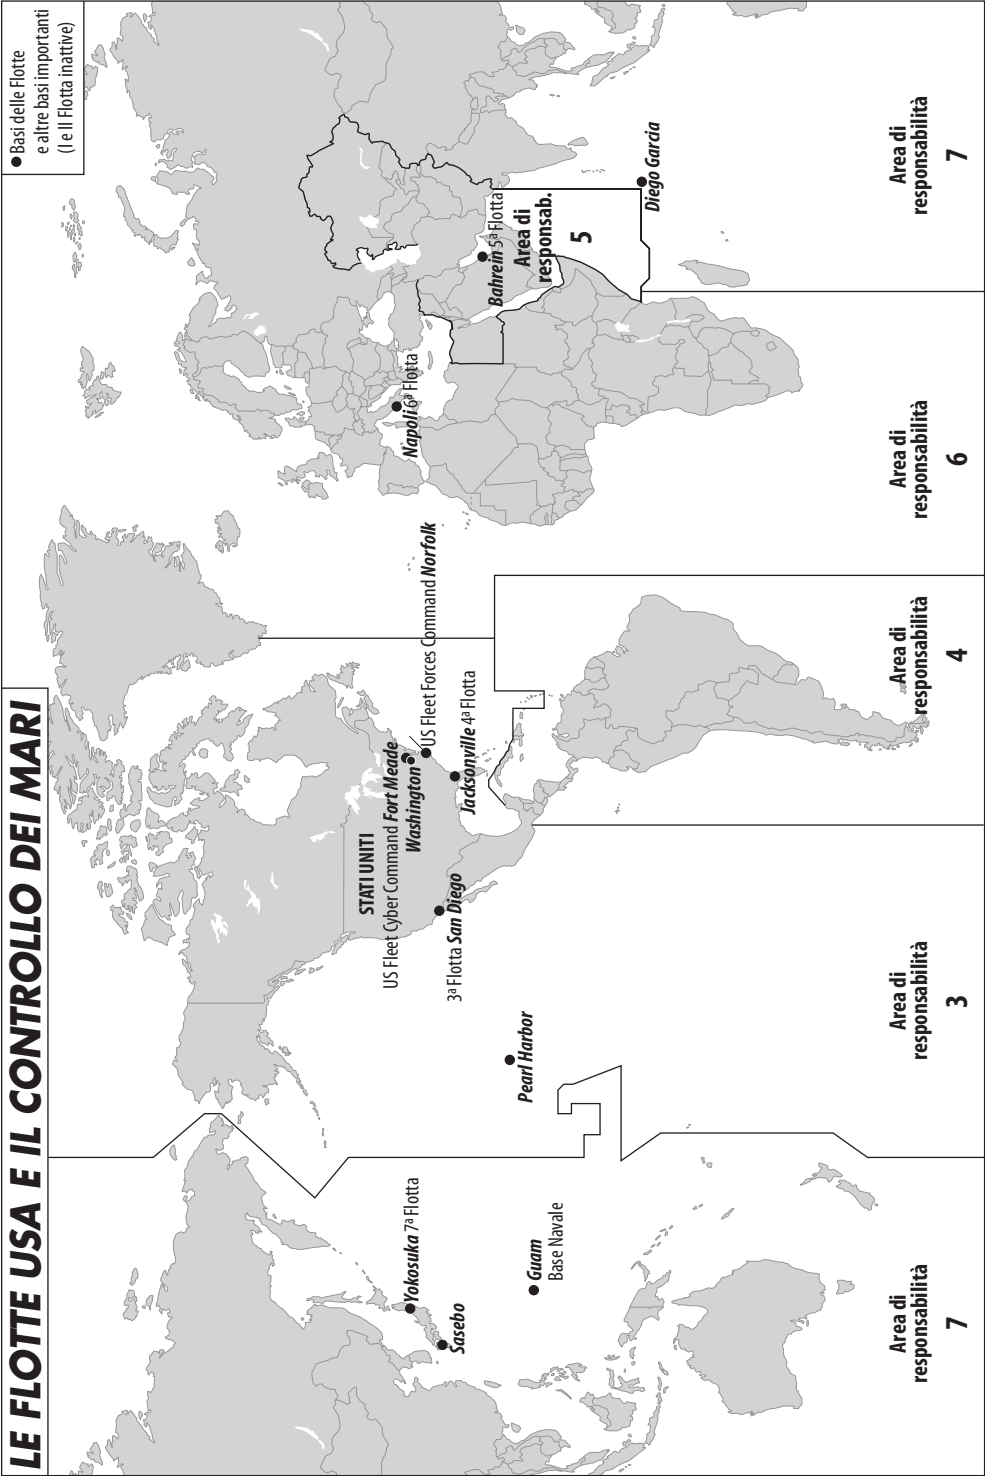 LE FLOTTE USA E IL CONTROLLO DEI MARI
Basi delle Flotte
e altre basi importanti
(I e II Flotta inattive)
STATI UNITI
US Fleet Cyber Command Fort Meade
Washington
US Fleet Forces Command Norfolk
3ª Flotta San Diego
Jacksonville 4ª Flotta
Pearl Harbor
Yokosuka 7ª Flotta
Sasebo
Guam
Base Navale
Napoli 6ª Flotta
Bahrein 5ª Flotta
Area di
responsab.
5
Diego Garcia
Area di
responsabilità
7
Area di
responsabilità
3
Area di
responsabilità
4
Area di
responsabilità
6
Area di
responsabilità
7